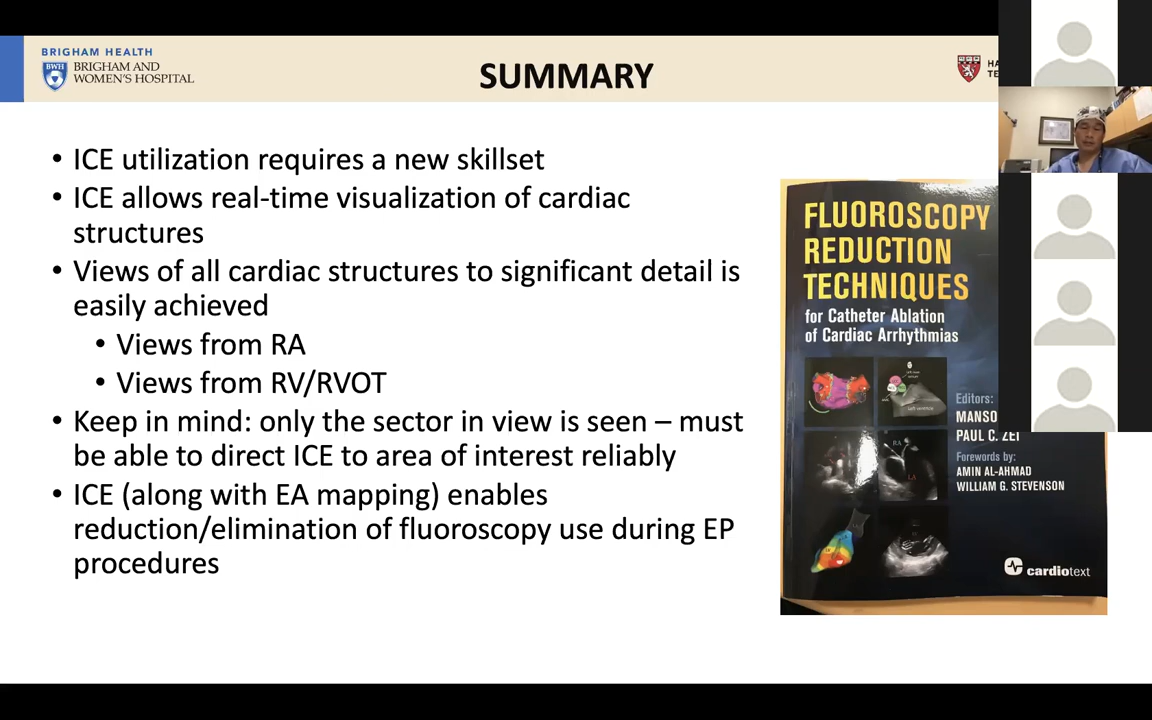 BRIGHAM HEALTH
BWH
BRIGHAM AND
WOMEN'S HOSPITAL
SUMMARY
• ICE utilization requires a new skillset
• ICE allows real-time visualization of cardiac
structures
• Views of all cardiac structures to significant detail is
easily achieved
• Views from RA
• Views from RV/RVOT
• Keep in mind: only the sector in view is seen – must
be able to direct ICE to area of interest reliably
• ICE (along with EA mapping) enables
reduction/elimination of fluoroscopy use during EP
procedures
FLUOROSCOPY
REDUCTION
TECHNIQUES
for Catheter Ablation
of Cardiac Arrhythmias
RA
LA
Editors:
MANSO
PAUL C. ZEI
Forewords by:
AMIN AL-AHMAD
WILLIAM G. STEVENSON
cardiotext